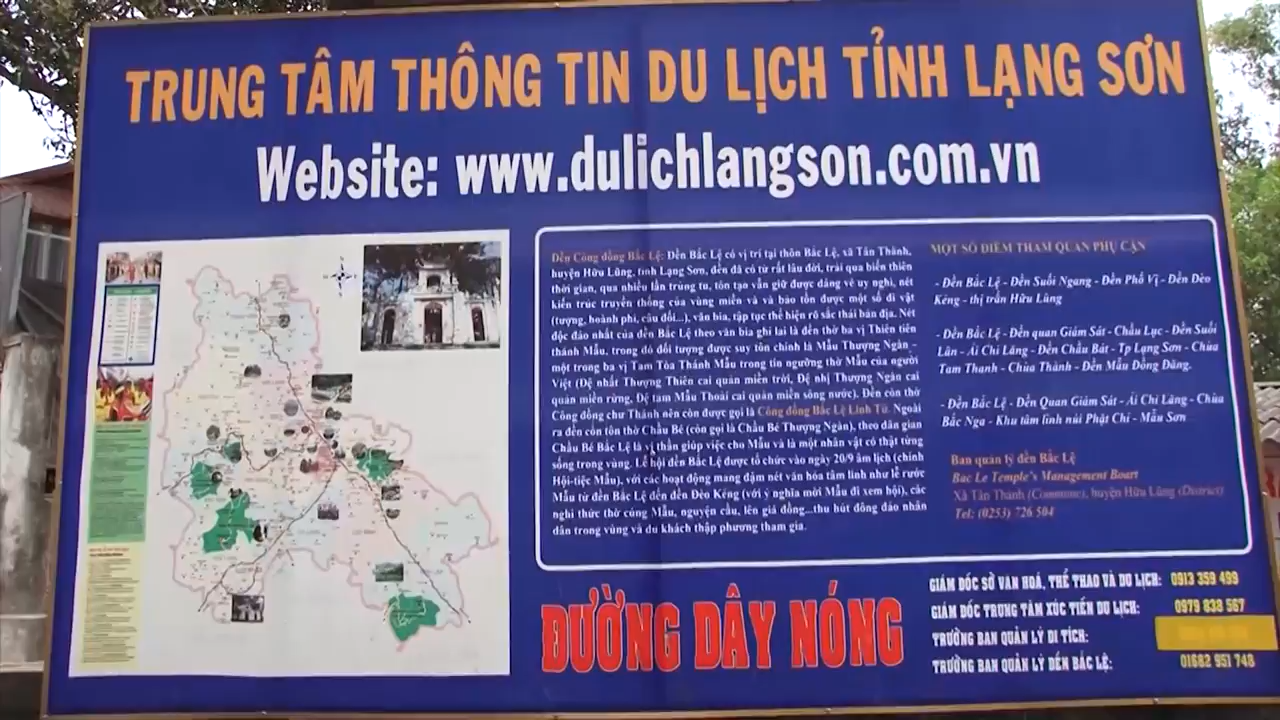 TRUNG TÂM THÔNG TIN DU LỊCH TỈNH LẠNG SƠN
Website: www.dulichlangson.com.vn
Đền Công đồng Bắc Lệ: Đền Bắc Lệ có vị trí tại thôn Bắc Lệ, xã Tân Thành,
huyện Hữu Lũng, tỉnh Lạng Sơn, đền đã có từ rất lâu đời, trải qua biến thiên
thời gian, qua nhiều lần trùng tu, tôn tạo vẫn giữ được dáng vẻ uy nghi, nét
kiến trúc truyền thống của vùng miền và và bảo tồn được một số di vật
(tượng, hoành phi, câu đối...), văn bia, tập tục thể hiện rõ sắc thái bản địa. Nét
độc đáo nhất của đền Bắc Lệ theo văn bia ghi lại là đền thờ ba vị Thiên tiên
thánh Mẫu, trong đó đối tượng được suy tôn chính là Mẫu Thượng Ngàn -
một trong ba vị Tam Tòa Thánh Mẫu trong tín ngưỡng thờ Mẫu của người
Việt (Đệ nhất Thượng Thiên cai quản miền trời, Đệ nhị Thượng Ngàn cai
quản miền rừng, Đệ tam Mẫu Thoải cai quản miền sông nước). Đền còn thờ
Công đồng chư Thánh nên còn được gọi là Công đồng Bắc Lệ Linh Từ. Ngoài
ra đền còn tôn thờ Chầu Bé (còn gọi là Chầu Bé Thượng Ngàn), theo dân gian
Chầu Bé Bắc Lệ là vị thần giúp việc cho Mẫu và là một nhân vật có thật từng
sống trong vùng. Lễ hội đền Bắc Lệ được tổ chức vào ngày 20/9 âm lịch (chính
Hội-tiệc Mẫu), với các hoạt động mang đậm nét văn hóa tâm linh như lễ rước
Mẫu từ đền Bắc Lệ đến đền Đèo Kẻng (với ý nghĩa mời Mẫu đi xem hội), các
nghi thức thờ cúng Mẫu, nguyện cầu, lên giá đồng...thu hút đông đảo nhân
dân trong vùng và du khách thập phương tham gia.
MỘT SỐ ĐIỂM THAM QUAN PHỤ CẬN
- Đền Bắc Lệ - Đền Suối Ngang - Đền Phố Vị - Đền Đèo
Kẻng - thị trấn Hữu Lũng
- Đền Bắc Lệ - Đền quan Giám Sát - Chầu Lục - Đền Suối
Lân - Ải Chi Lăng - Đền Chầu Bát - Tp Lạng Sơn - Chùa
Tam Thanh - Chùa Thành - Đền Mẫu Đồng Đăng.
- Đền Bắc Lệ - Đền Quan Giám Sát - Ải Chi Lăng - Chùa
Bắc Nga - Khu tâm linh núi Phật Chỉ - Mẫu Sơn
Ban quản lý đền Bắc Lệ
Bac Le Temple's Management Boart
Xã Tân Thành (Commune), huyện Hữu Lũng (District)
Tel: (0253) 726 504
ĐƯỜNG DÂY NÓNG
GIÁM ĐỐC SỞ VĂN HOÁ, THỂ THAO VÀ DU LỊCH: 0913 359 499
GIÁM ĐỐC TRUNG TÂM XÚC TIẾN DU LỊCH: 0979 838 567
TRƯỞNG BAN QUẢN LÝ DI TÍCH:
TRƯỞNG BAN QUẢN LÝ ĐỀN BẮC LỆ: 01682 951 748